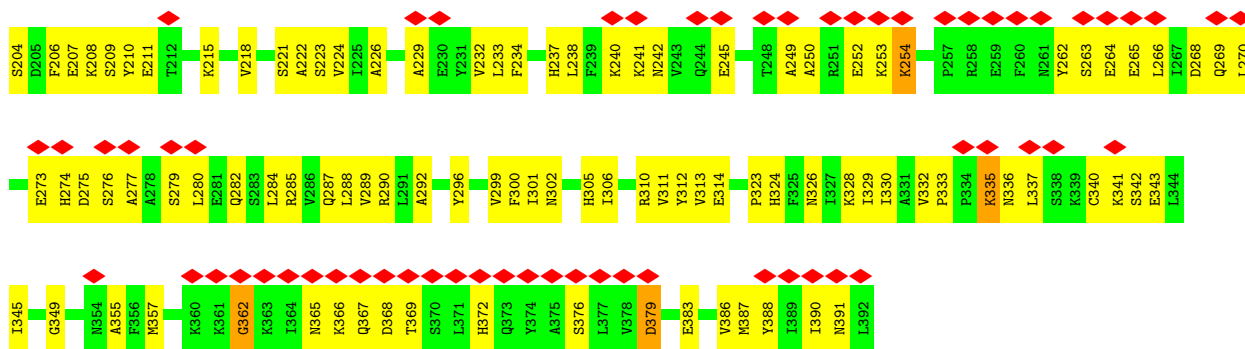 S204 D205 F206 E207 K208 S209 Y210 E211 T212 K215 V218 S221 A222 S223 V224 I225 A226 A229 E230 Y231 V232 L233 F234 H237 L238 F239 K240 K241 N242 V243 Q244 E245 T248 A249 A250 R251 E252 K253 K254 P257 R258 E259 F260 N261 Y262 S263 E264 E265 L266 I267 D268 Q269 L270
E273 H274 D275 S276 A277 A278 S279 L280 E281 Q282 S283 L284 R285 V286 Q287 L288 V289 R290 L291 A292 Y296 V299 F300 I301 N302 H305 I306 R310 V311 Y312 V313 E314 P323 H324 F325 N326 I327 K328 I329 I330 A331 V332 P333 P334 K335 N336 L337 S338 K339 C340 K341 S342 E343 L344
I345 G349 N354 A355 F356 M357 K360 K361 G362 K363 I364 N365 K366 Q367 D368 T369 S370 L371 H372 Q373 Y374 A375 S376 L377 V378 D379 E383 V386 M387 Y388 I389 I390 N391 L392